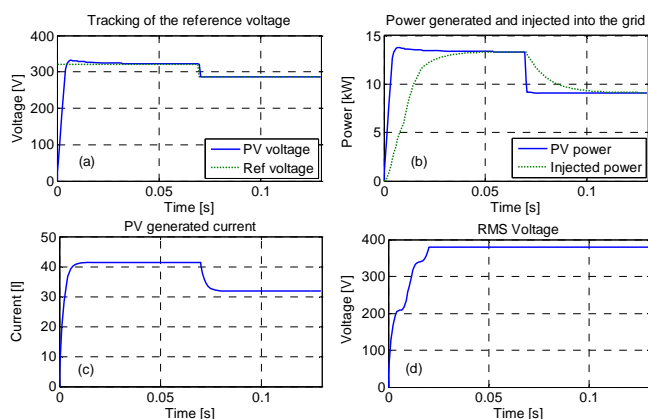 Tracking of the reference voltage
400
300
200
100
0
Voltage [V]
(a)
PV voltage
Ref voltage
0
0.05
0.1
Time [s]
Power generated and injected into the grid
15
10
5
0
Power [kW]
(b)
PV power
Injected power
0
0.05
0.1
Time [s]
PV generated current
50
40
30
20
10
0
Current [I]
(c)
0
0.05
0.1
Time [s]
RMS Voltage
400
300
200
100
0
Voltage [V]
(d)
0
0.05
0.1
Time [s]